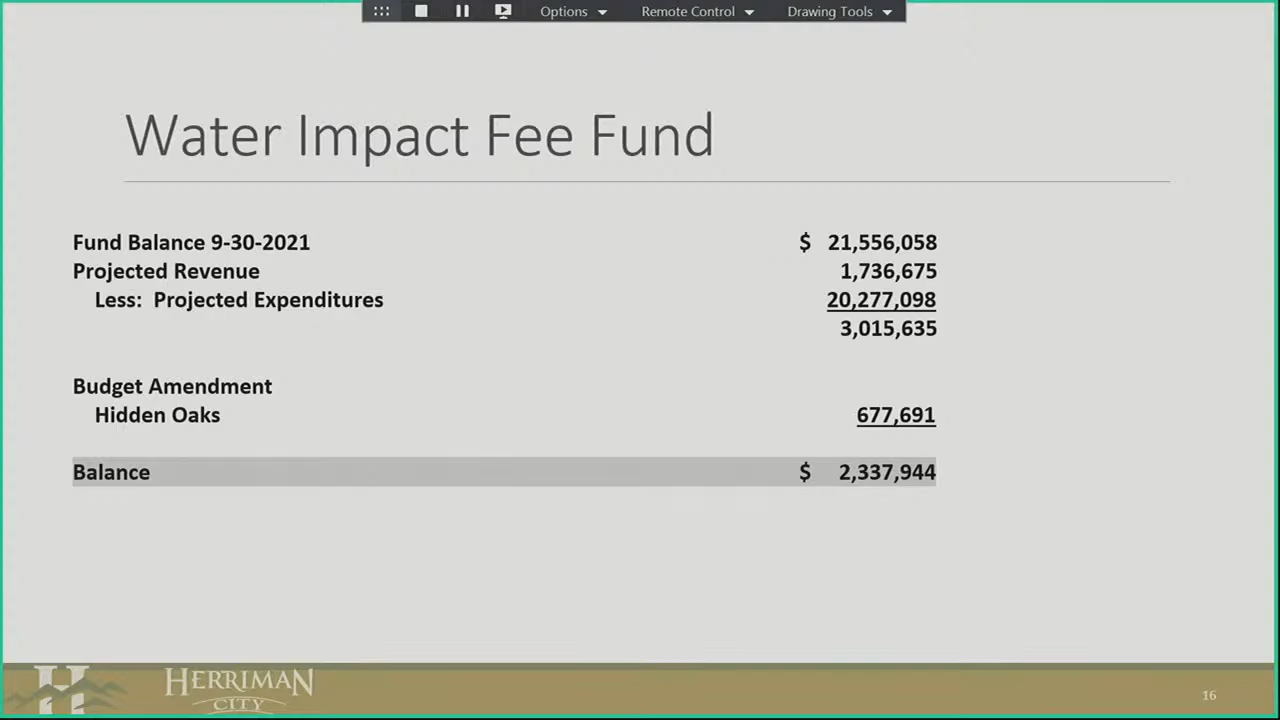 Options Remote Control Drawing Tools
Water Impact Fee Fund
Fund Balance 9-30-2021 $ 21,556,058
Projected Revenue 1,736,675
Less: Projected Expenditures 20,277,098
3,015,635
Budget Amendment
Hidden Oaks 677,691
Balance $ 2,337,944
H HERRIMAN
CITY
16